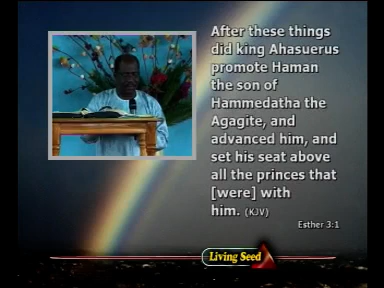 After these things
did king Ahasuerus
promote Haman
the son of
Hammedatha the
Agagite, and
advanced him, and
set his seat above
all the princes that
[were] with
him. (KJV)
Esther 3:1
Living Seed